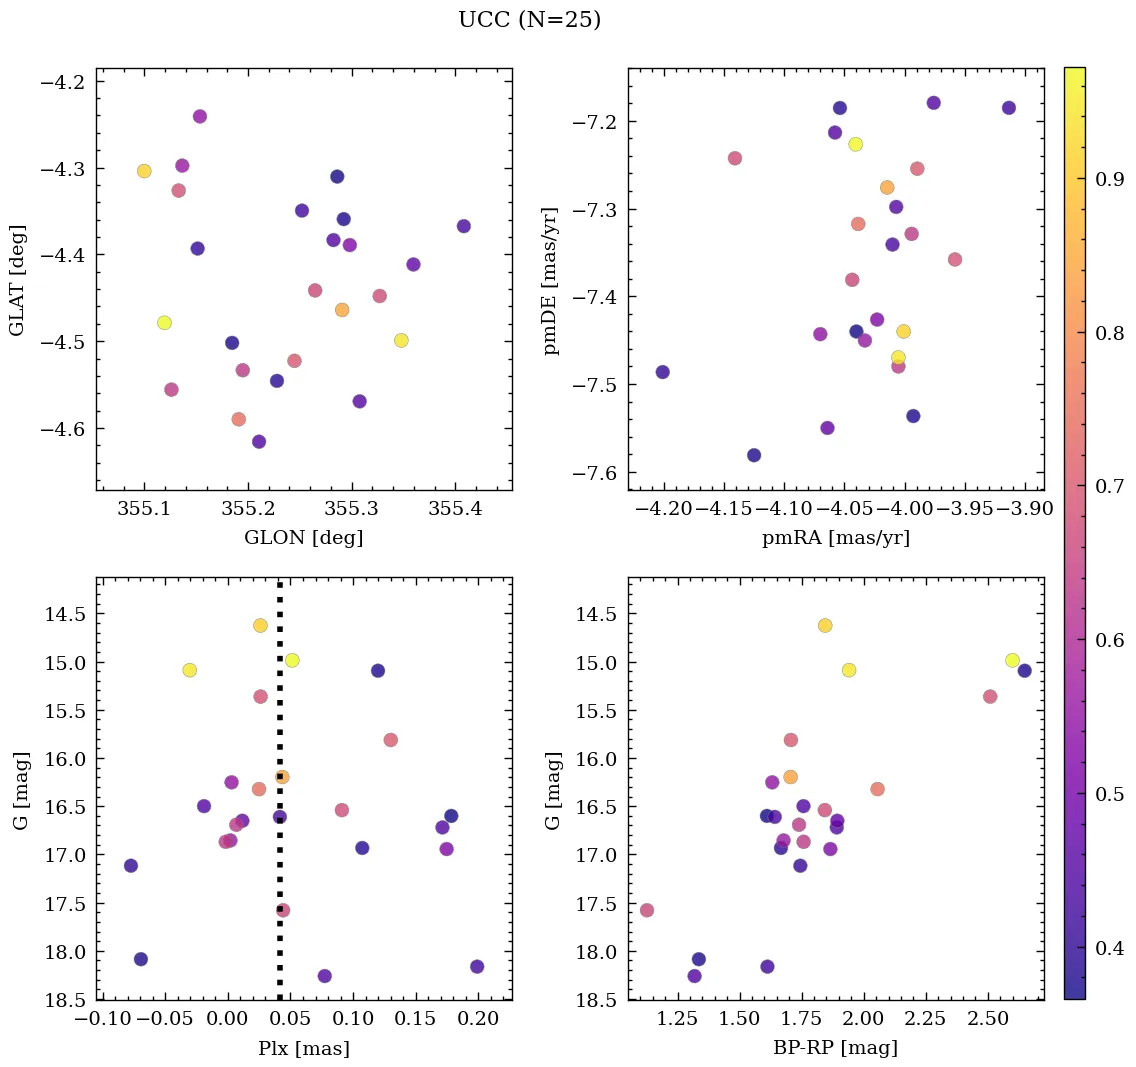 UCC (N=25)
−4.2
−4.3
−4.4
−4.5
−4.6
GLAT [deg]
355.1 355.2 355.3 355.4
GLON [deg]
−7.2
−7.3
−7.4
−7.5
−7.6
pmDE [mas/yr]
−4.20 −4.15 −4.10 −4.05 −4.00 −3.95 −3.90
pmRA [mas/yr]
14.5
15.0
15.5
16.0
16.5
17.0
17.5
18.0
18.5
G [mag]
−0.10 −0.05 0.00 0.05 0.10 0.15 0.20
Plx [mas]
14.5
15.0
15.5
16.0
16.5
17.0
17.5
18.0
18.5
G [mag]
1.25 1.50 1.75 2.00 2.25 2.50
BP-RP [mag]
0.9
0.8
0.7
0.6
0.5
0.4